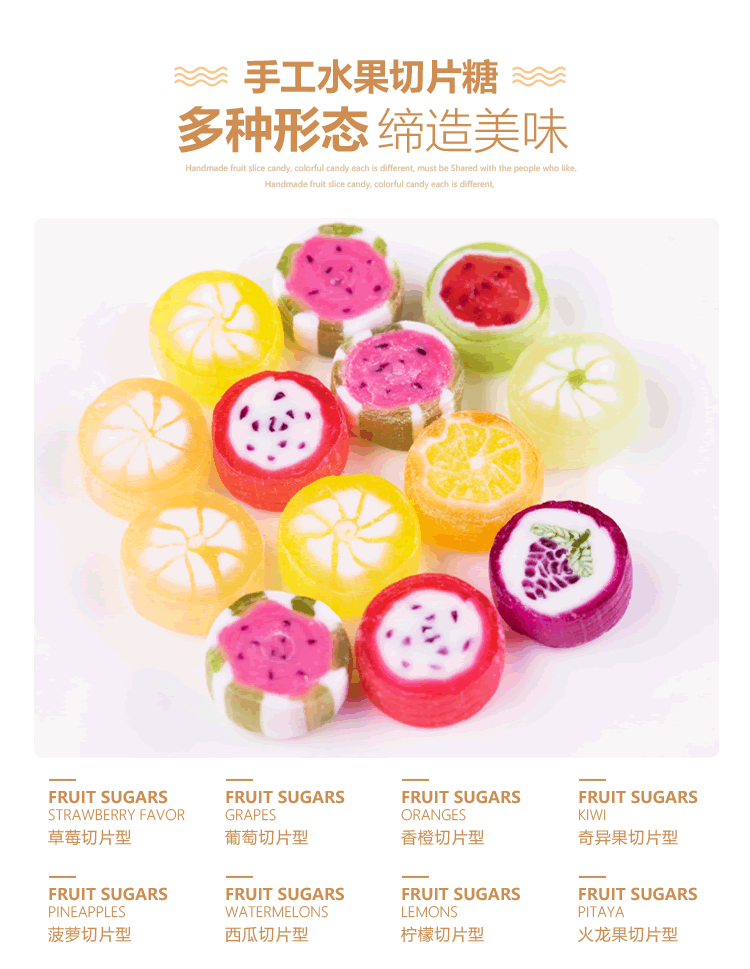 手工水果切片糖
多种形态 缔造美味
Handmade fruit slice candy, colorful candy each is different, must be Shared with the people who like.
Handmade fruit slice candy, colorful candy each is different.
FRUIT SUGARS
STRAWBERRY FAVOR
草莓切片型
FRUIT SUGARS
GRAPES
葡萄切片型
FRUIT SUGARS
ORANGES
香橙切片型
FRUIT SUGARS
KIWI
奇异果切片型
FRUIT SUGARS
PINEAPPLES
菠萝切片型
FRUIT SUGARS
WATERMELONS
西瓜切片型
FRUIT SUGARS
LEMONS
柠檬切片型
FRUIT SUGARS
PITAYA
火龙果切片型